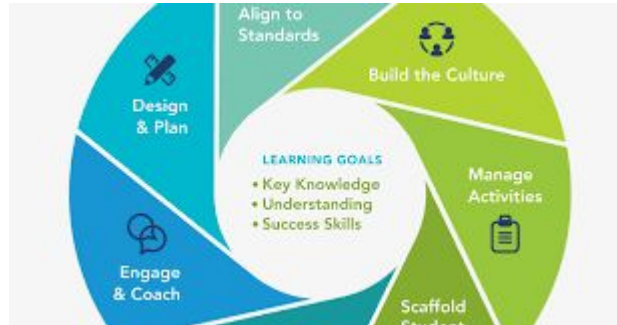 Align to
Standards
Build the Culture
Design
& Plan
LEARNING GOALS
• Key Knowledge
• Understanding
• Success Skills
Manage
Activities
Engage
& Coach
Scaffold
Student